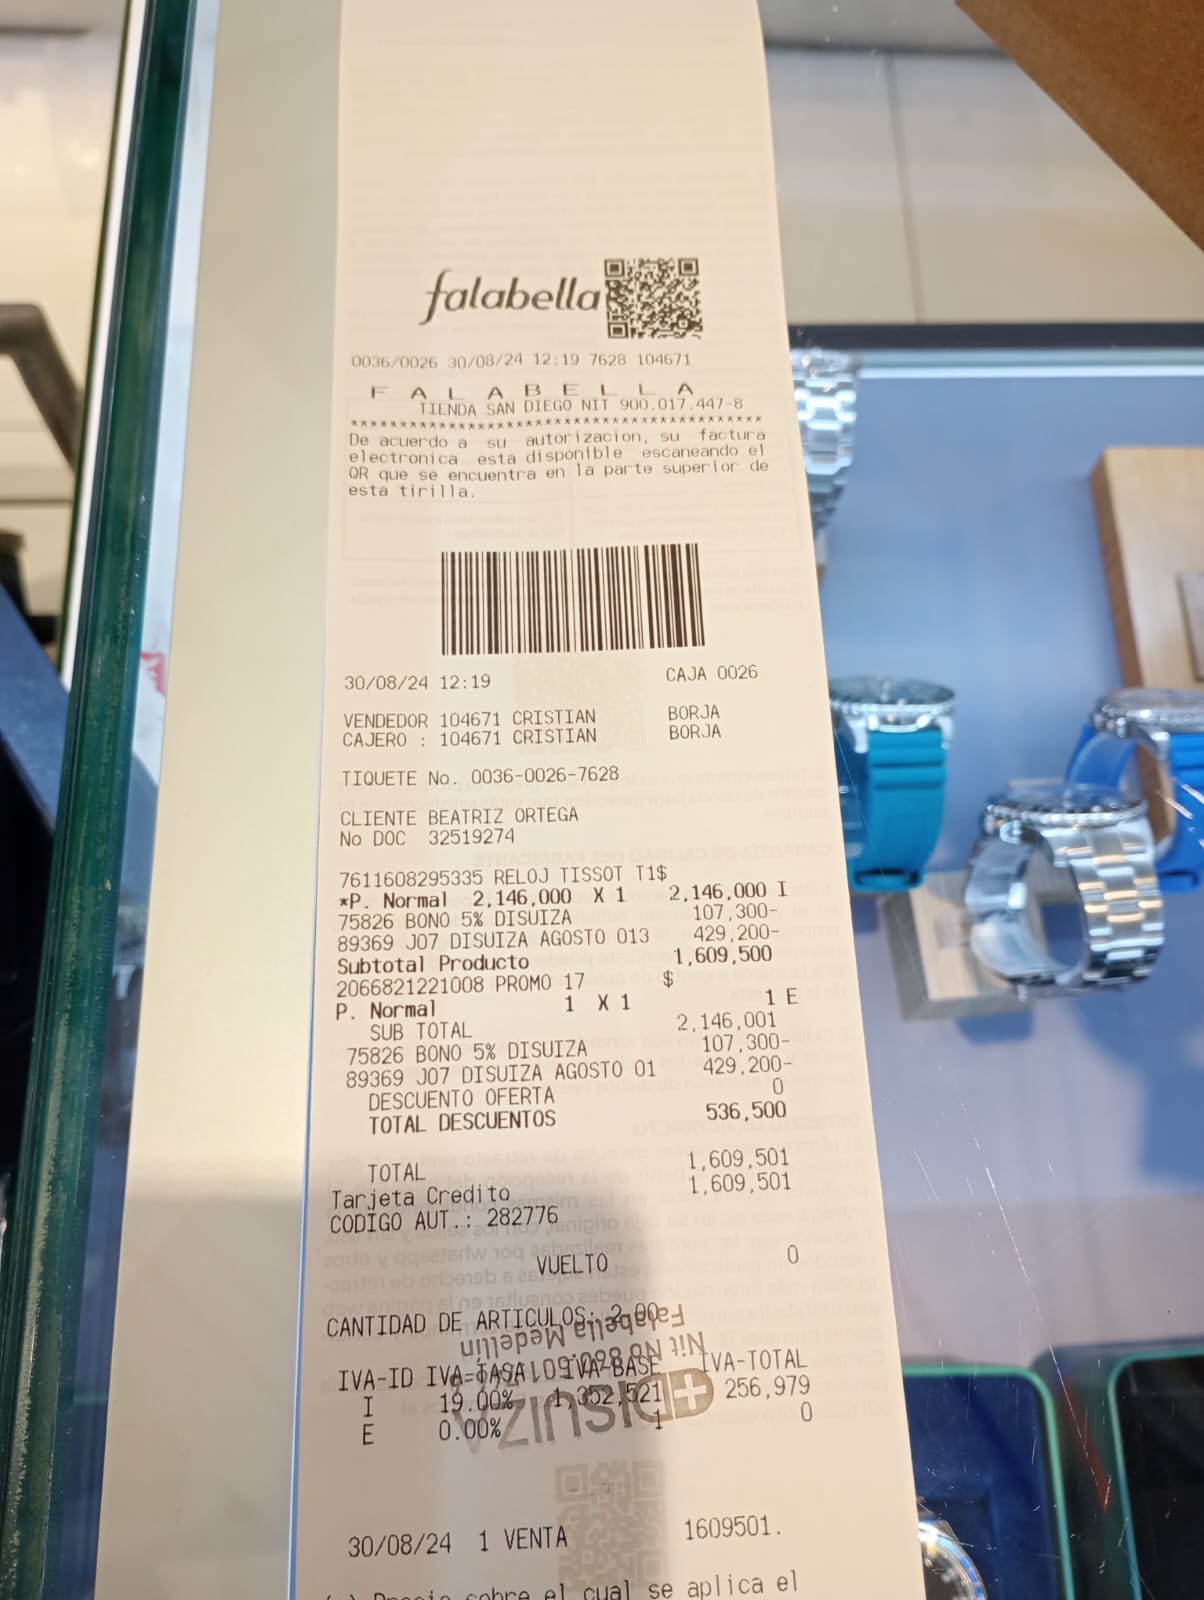 falabella
0036/0026 30/08/24 12:19 7628 104671
F A L A B E L L A
TIENDA SAN DIEGO NIT 900.017.447-8
******************************************
De acuerdo a su autorizacion, su factura
electronica esta disponible escaneando el
QR que se encuentra en la parte superior de
esta tirilla.
30/08/24 12:19 CAJA 0026
VENDEDOR 104671 CRISTIAN BORJA
CAJERO : 104671 CRISTIAN BORJA
TIQUETE No. 0036-0026-7628
CLIENTE BEATRIZ ORTEGA
No DOC 32519274
7611608295335 RELOJ TISSOT T1$
*P. Normal 2,146,000 X 1 2,146,000 I
75826 BONO 5% DISUIZA 107,300-
89369 J07 DISUIZA AGOSTO 013 429,200-
Subtotal Producto 1,609,500
2066821221008 PROMO 17 $
P. Normal 1 X 1 1 E
SUB TOTAL 2,146,001
75826 BONO 5% DISUIZA 107,300-
89369 J07 DISUIZA AGOSTO 01 429,200-
DESCUENTO OFERTA 0
TOTAL DESCUENTOS 536,500
TOTAL 1,609,501
Tarjeta Credito 1,609,501
CODIGO AUT.: 282776
VUELTO 0
CANTIDAD DE ARTICULOS: 2.00
Falabella Medellín
IVA-ID IVA-TASA IVA-BASE IVA-TOTAL
I 19.00% 1,352,521 256,979
E 0.00% 1 0
DISUIZA
30/08/24 1 VENTA 1609501.
sobre el cual se aplica el